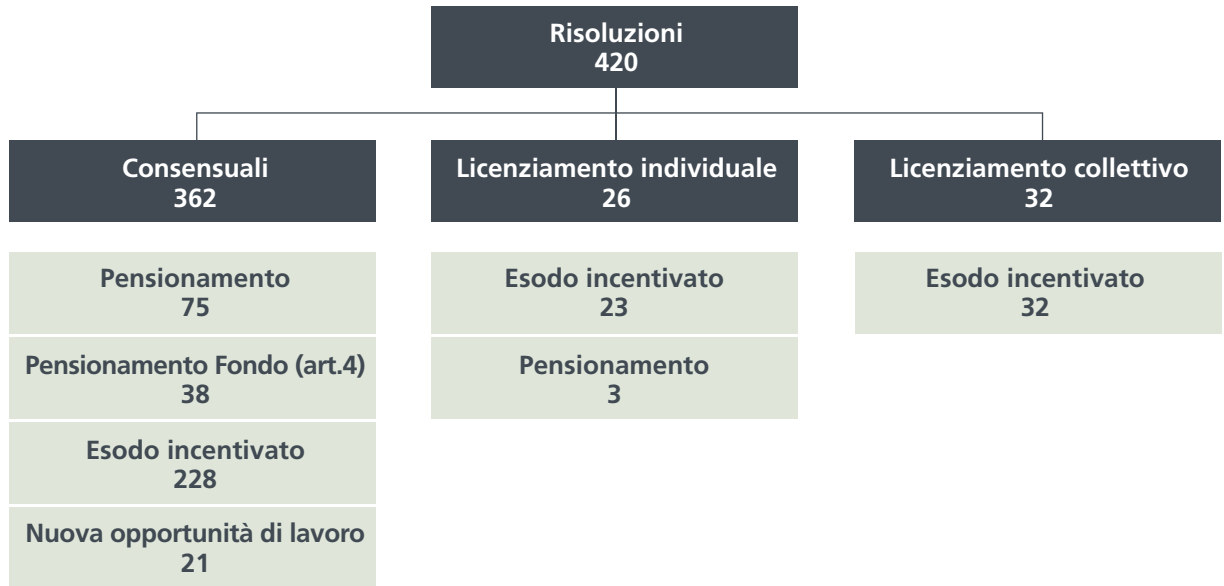 Risoluzioni
420
Consensuali
362
Licenziamento individuale
26
Licenziamento collettivo
32
Pensionamento
75
Pensionamento Fondo (art.4)
38
Esodo incentivato
228
Nuova opportunità di lavoro
21
Esodo incentivato
23
Pensionamento
3
Esodo incentivato
32